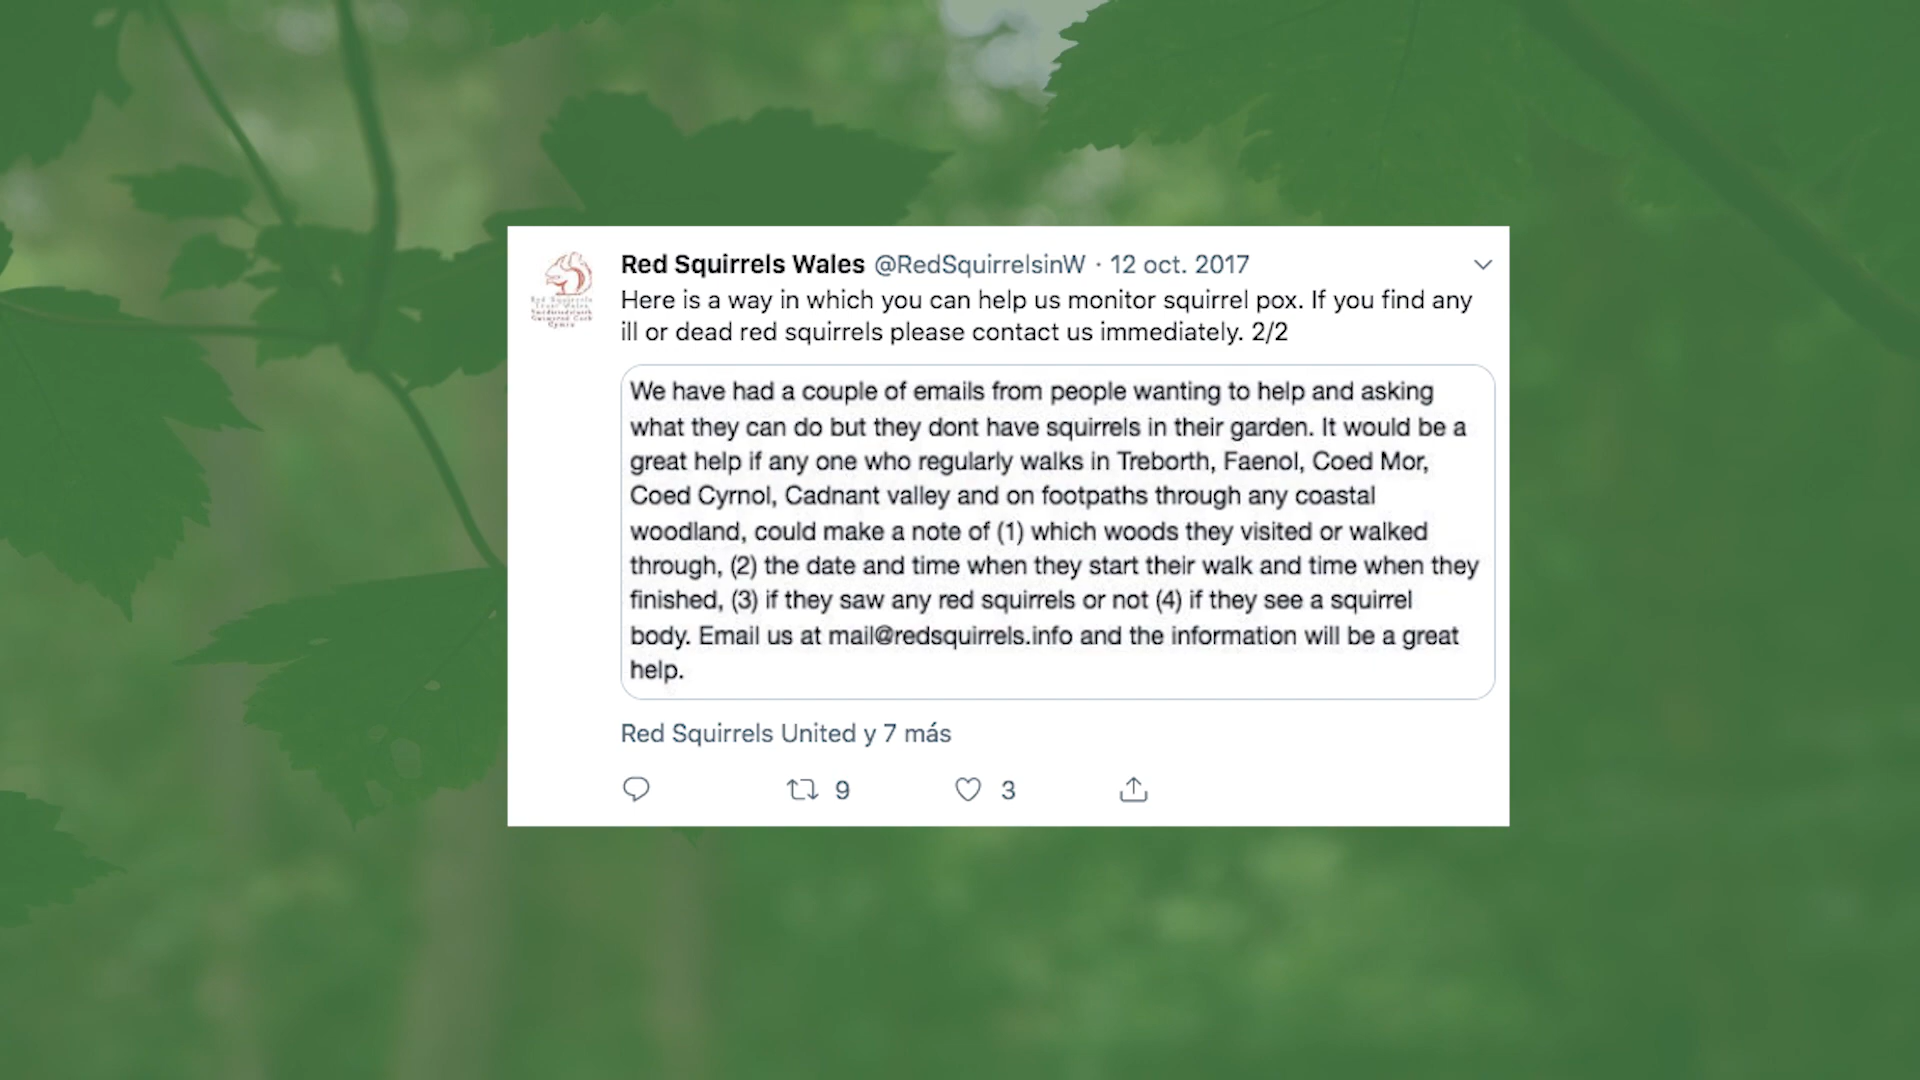 Red Squirrels Wales @RedSquirrelsinW · 12 oct. 2017
Here is a way in which you can help us monitor squirrel pox. If you find any
ill or dead red squirrels please contact us immediately. 2/2
We have had a couple of emails from people wanting to help and asking
what they can do but they dont have squirrels in their garden. It would be a
great help if any one who regularly walks in Treborth, Faenol, Coed Mor,
Coed Cyrnol, Cadnant valley and on footpaths through any coastal
woodland, could make a note of (1) which woods they visited or walked
through, (2) the date and time when they start their walk and time when they
finished, (3) if they saw any red squirrels or not (4) if they see a squirrel
body. Email us at mail@redsquirrels.info and the information will be a great
help.
Red Squirrels United y 7 más
9 3